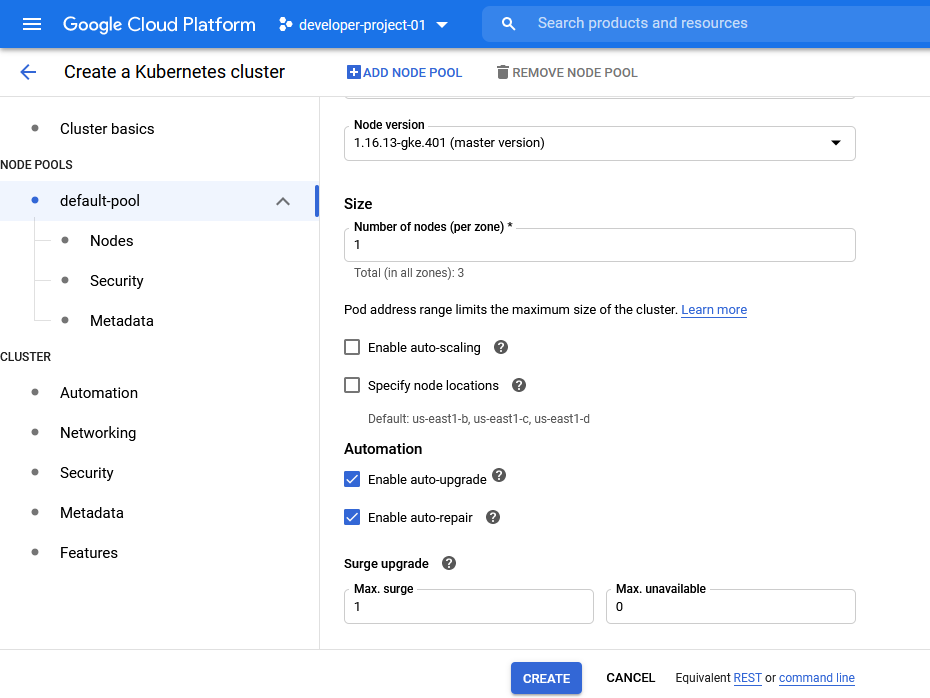 Google Cloud Platform
developer-project-01
Search products and resources
Create a Kubernetes cluster
ADD NODE POOL
REMOVE NODE POOL
Cluster basics
NODE POOLS
default-pool
Nodes
Security
Metadata
CLUSTER
Automation
Networking
Security
Metadata
Features
Node version
1.16.13-gke.401 (master version)
Size
Number of nodes (per zone) *
1
Total (in all zones): 3
Pod address range limits the maximum size of the cluster. Learn more
Enable auto-scaling
Specify node locations
Default: us-east1-b, us-east1-c, us-east1-d
Automation
Enable auto-upgrade
Enable auto-repair
Surge upgrade
Max. surge
1
Max. unavailable
0
CREATE
CANCEL
Equivalent REST or command line